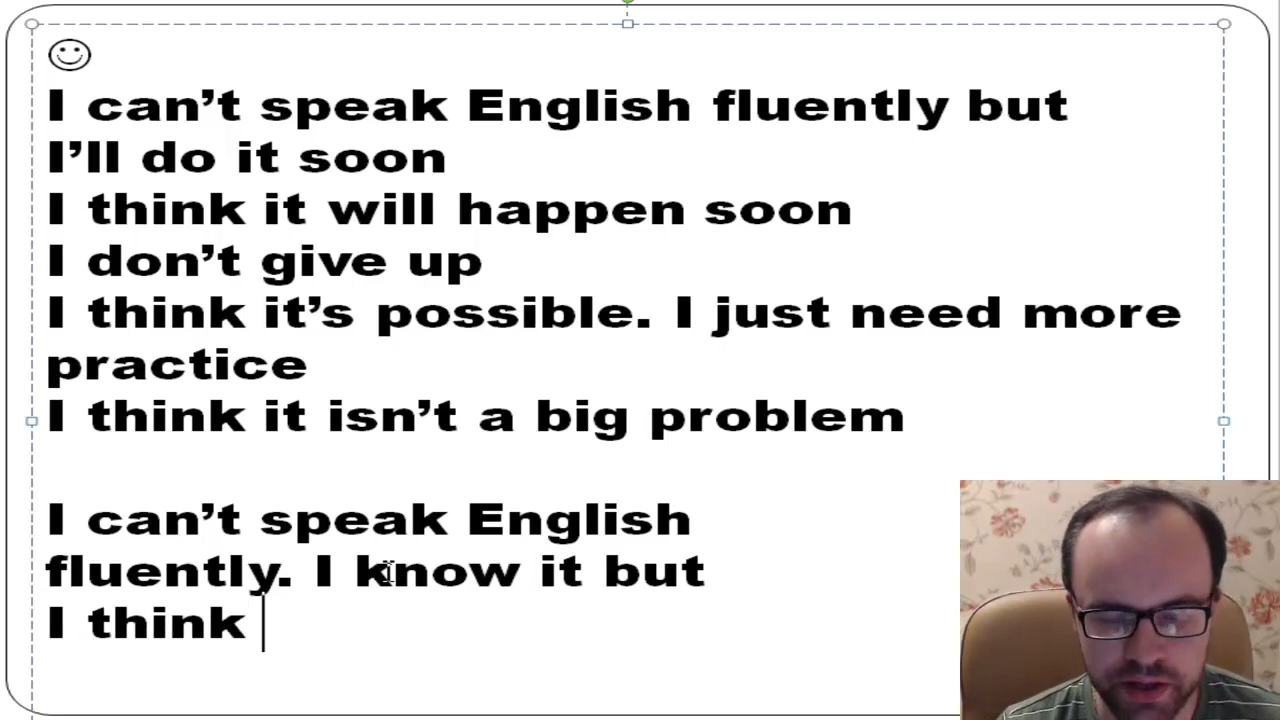 I can’t speak English fluently but
I’ll do it soon
I think it will happen soon
I don’t give up
I think it’s possible. I just need more
practice
I think it isn’t a big problem
I can’t speak English
fluently. I know it but
I think